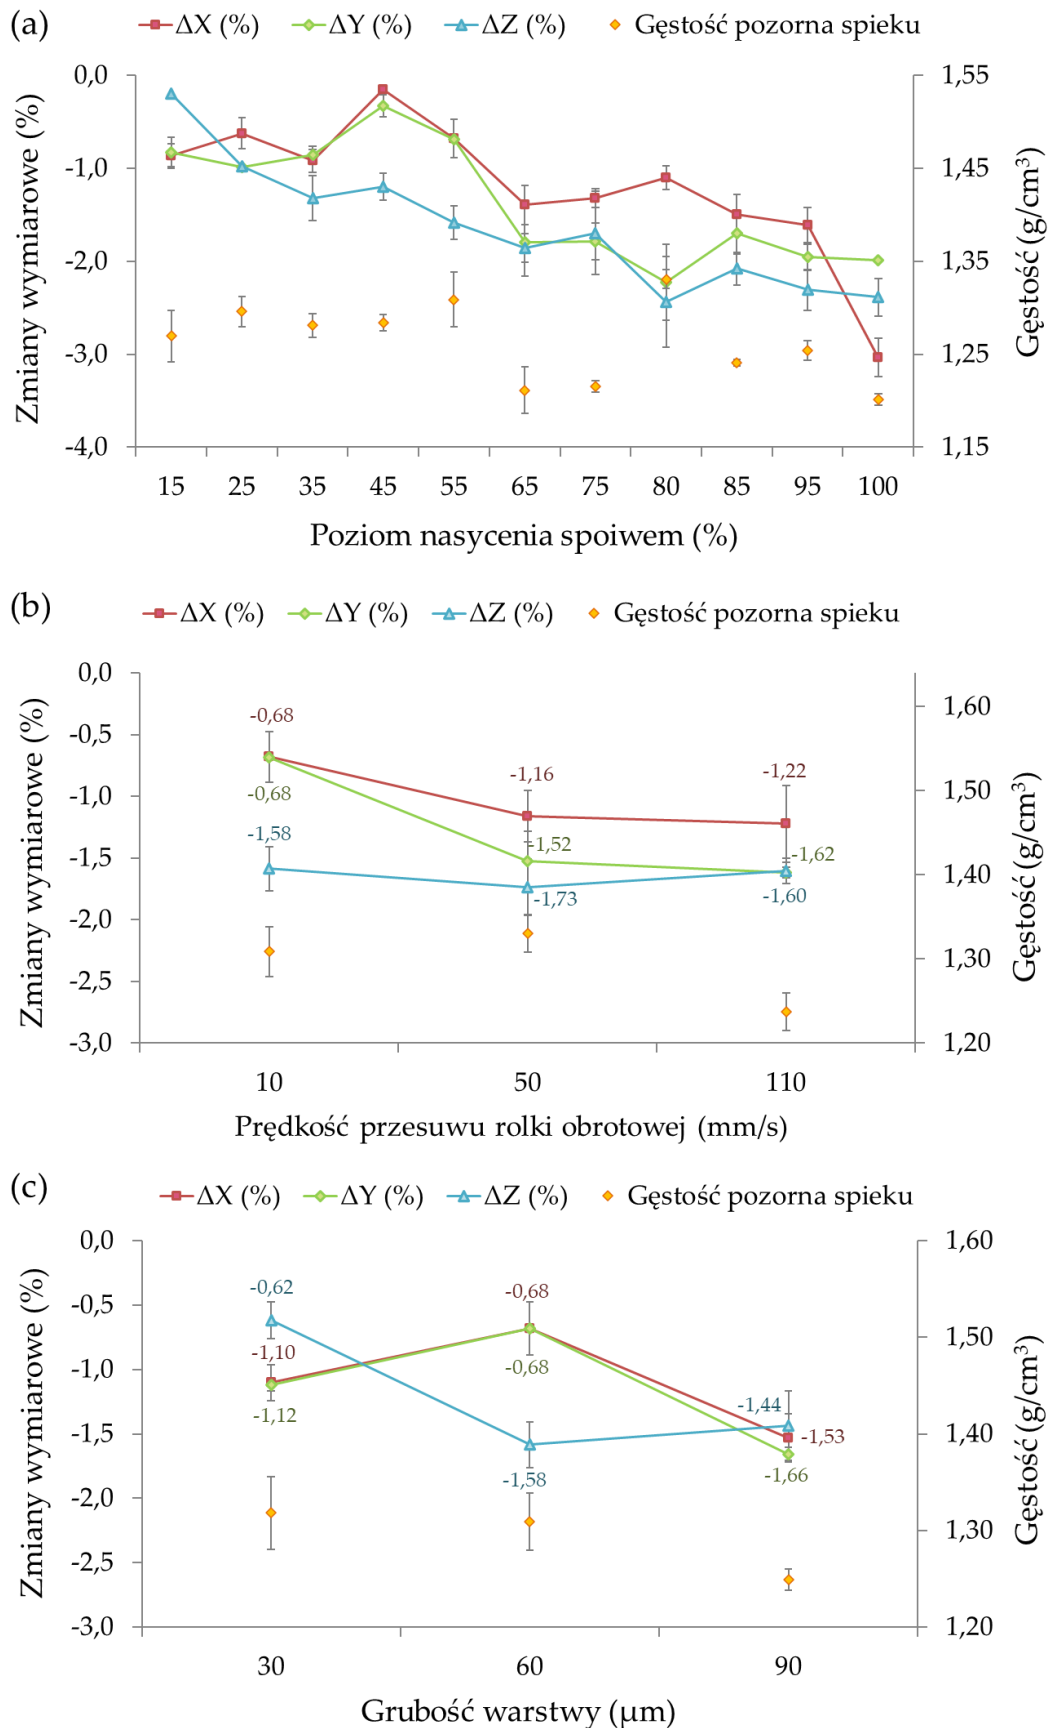 (a)
ΔX (%) ΔY (%) ΔZ (%) Gęstość pozorna spieku
Zmiany wymiarowe (%)
0,0
-1,0
-2,0
-3,0
-4,0
1,55
1,45
1,35
1,25
1,15
Gęstość (g/cm³)
15 25 35 45 55 65 75 80 85 95 100
Poziom nasycenia spoiwem (%)
(b)
ΔX (%) ΔY (%) ΔZ (%) Gęstość pozorna spieku
Zmiany wymiarowe (%)
0,0
-0,5
-1,0
-1,5
-2,0
-2,5
-3,0
-0,68
-1,16
-1,22
-0,68
-1,52
-1,62
-1,58
-1,73
-1,60
1,60
1,50
1,40
1,30
1,20
Gęstość (g/cm³)
10 50 110
Prędkość przesuwu rolki obrotowej (mm/s)
(c)
ΔX (%) ΔY (%) ΔZ (%) Gęstość pozorna spieku
Zmiany wymiarowe (%)
0,0
-0,5
-1,0
-1,5
-2,0
-2,5
-3,0
-0,62
-0,68
-1,10
-0,68
-1,12
-1,44
-1,53
-1,58
-1,66
1,60
1,50
1,40
1,30
1,20
Gęstość (g/cm³)
30 60 90
Grubość warstwy (μm)